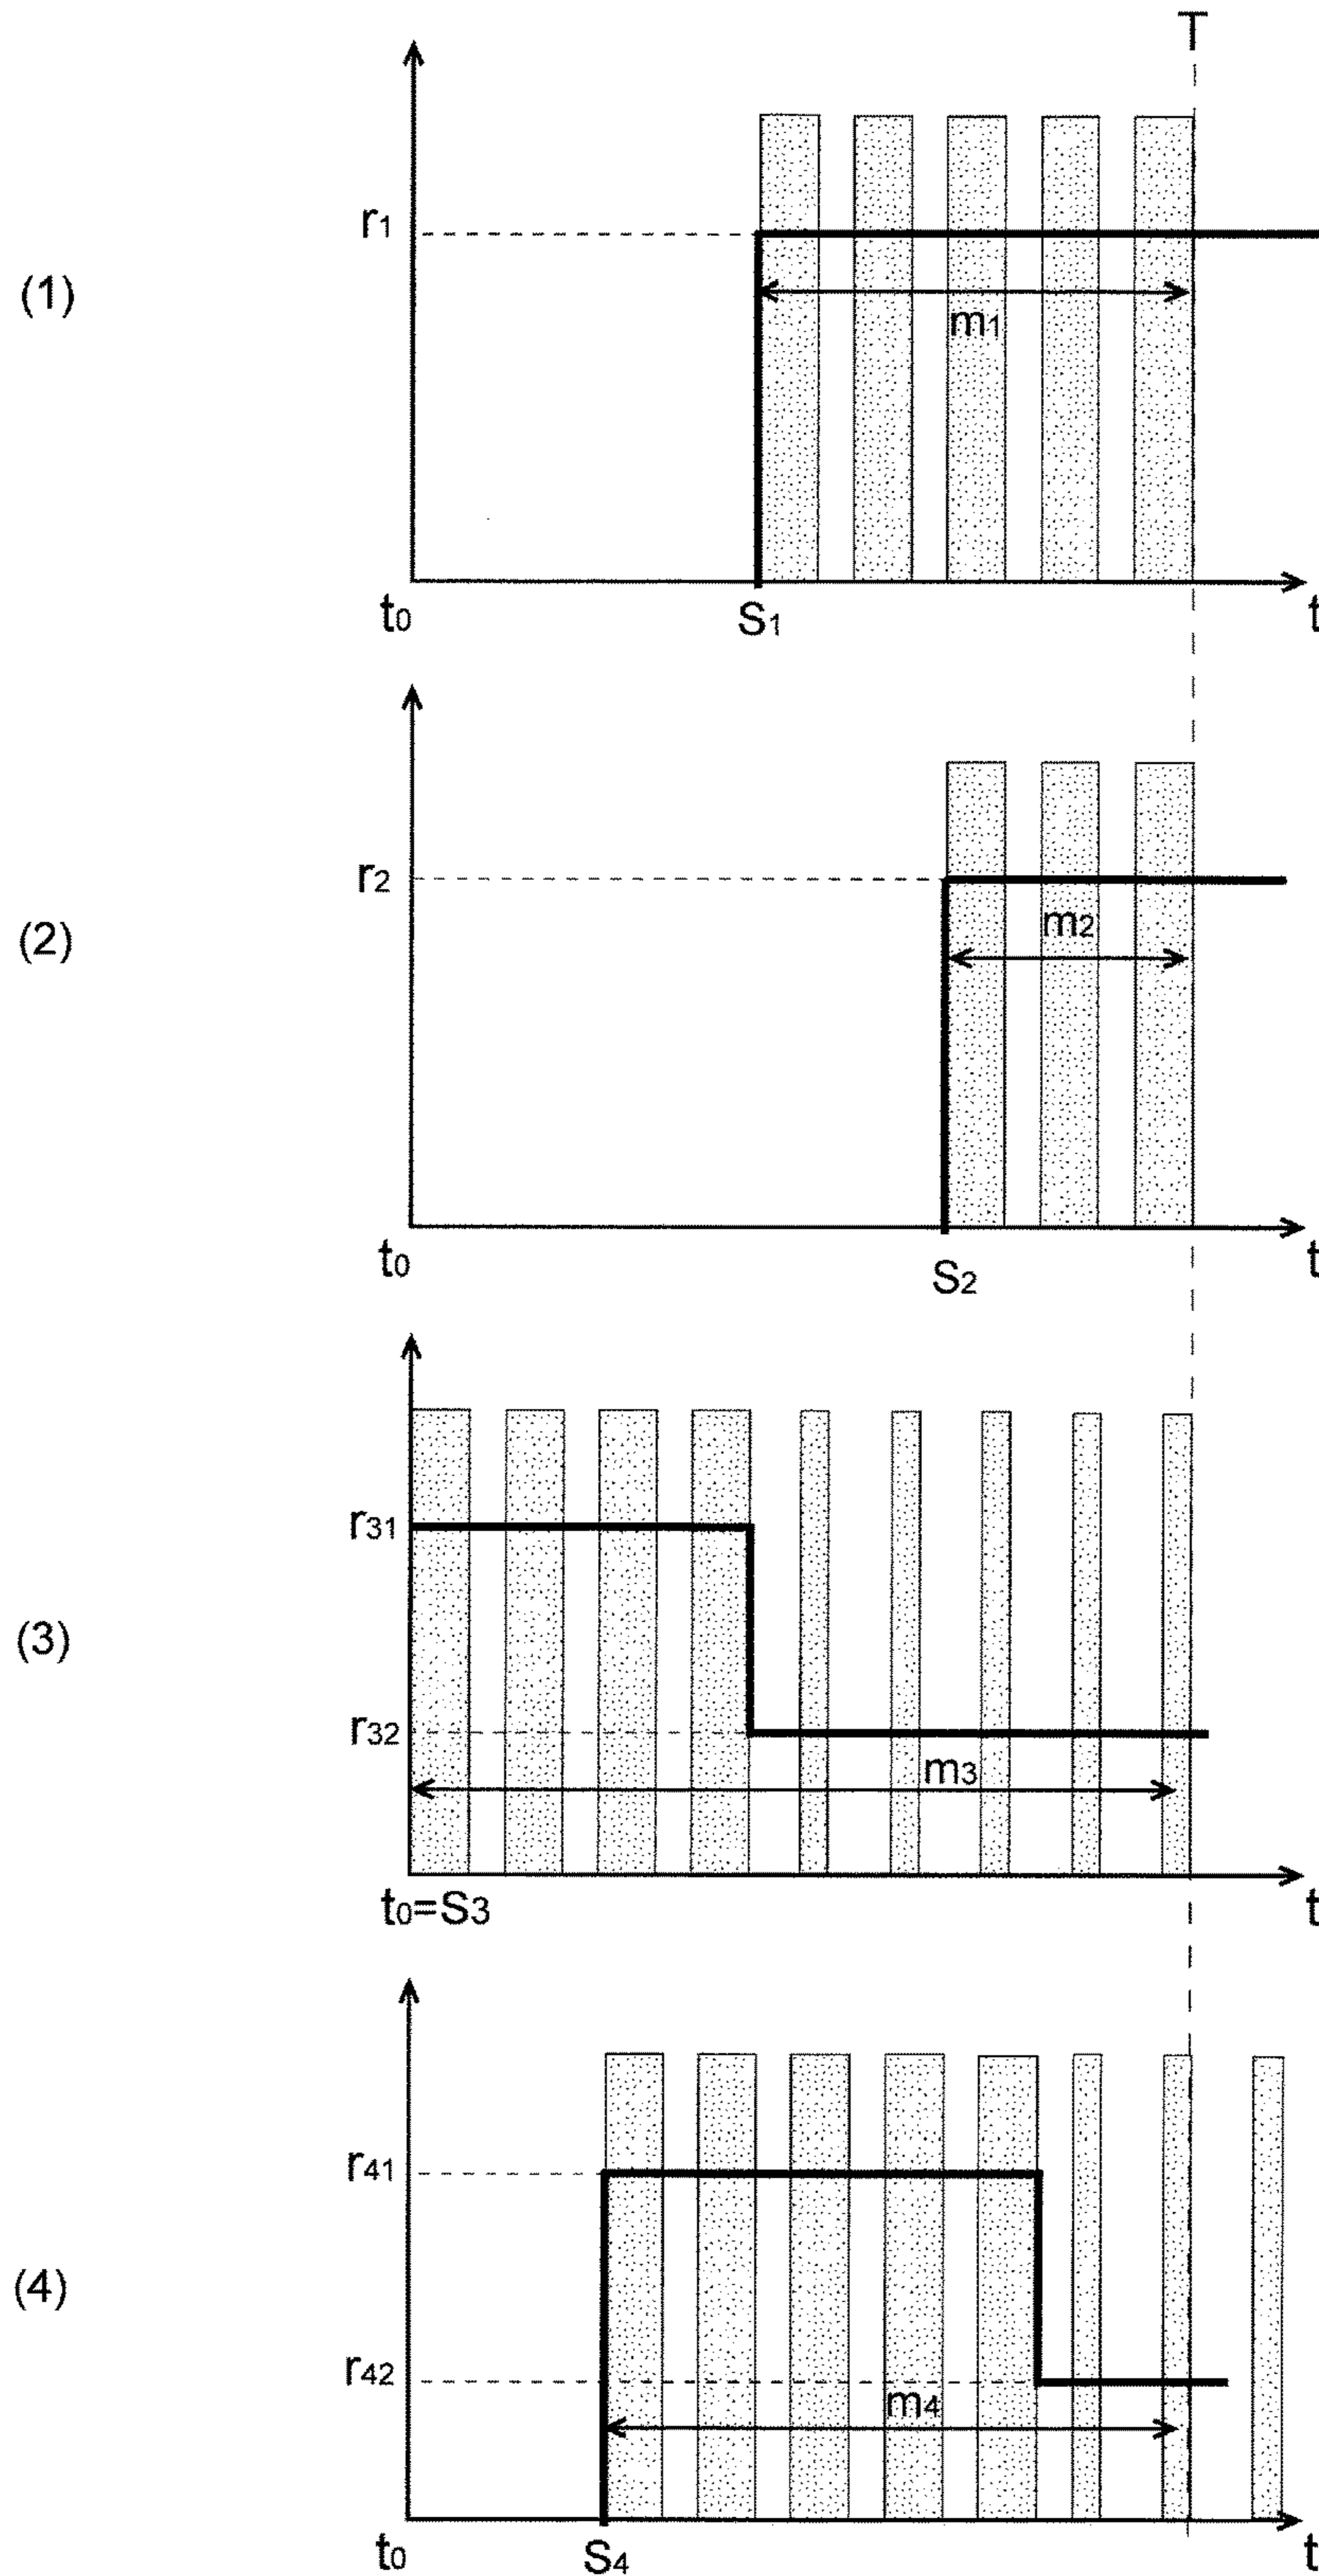 T
r1
(1)
m1
t0
S1
t
r2
(2)
m2
t0
S2
t
r31
(3)
r32
m3
t0=S3
t
r41
(4)
r42
m4
t0
S4
t